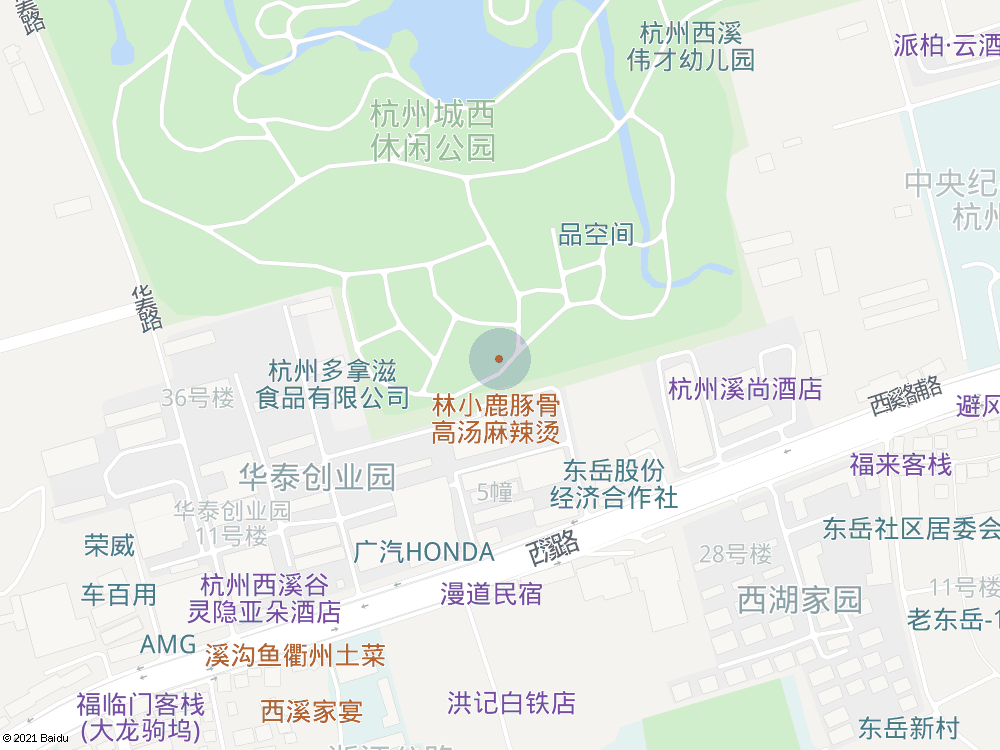 泰路
杭州西溪
伟才幼儿园
派柏·云酒
杭州城西
休闲公园
中央纪
杭州
品空间
华泰路
杭州多拿滋
食品有限公司
36号楼
林小鹿豚骨
高汤麻辣烫
杭州溪尚酒店
西溪路辅路
避风
福来客栈
华泰创业园
5幢
东岳股份
经济合作社
华泰创业园
11号楼
东岳社区居委会
荣威
广汽HONDA
西溪路
28号楼
车百用
杭州西溪谷
灵隐亚朵酒店
漫道民宿
西湖家园
11号楼
老东岳-1
AMG
溪沟鱼衢州土菜
福临门客栈
(大龙驹坞)
西溪家宴
洪记白铁店
东岳新村
© 2021 Baidu